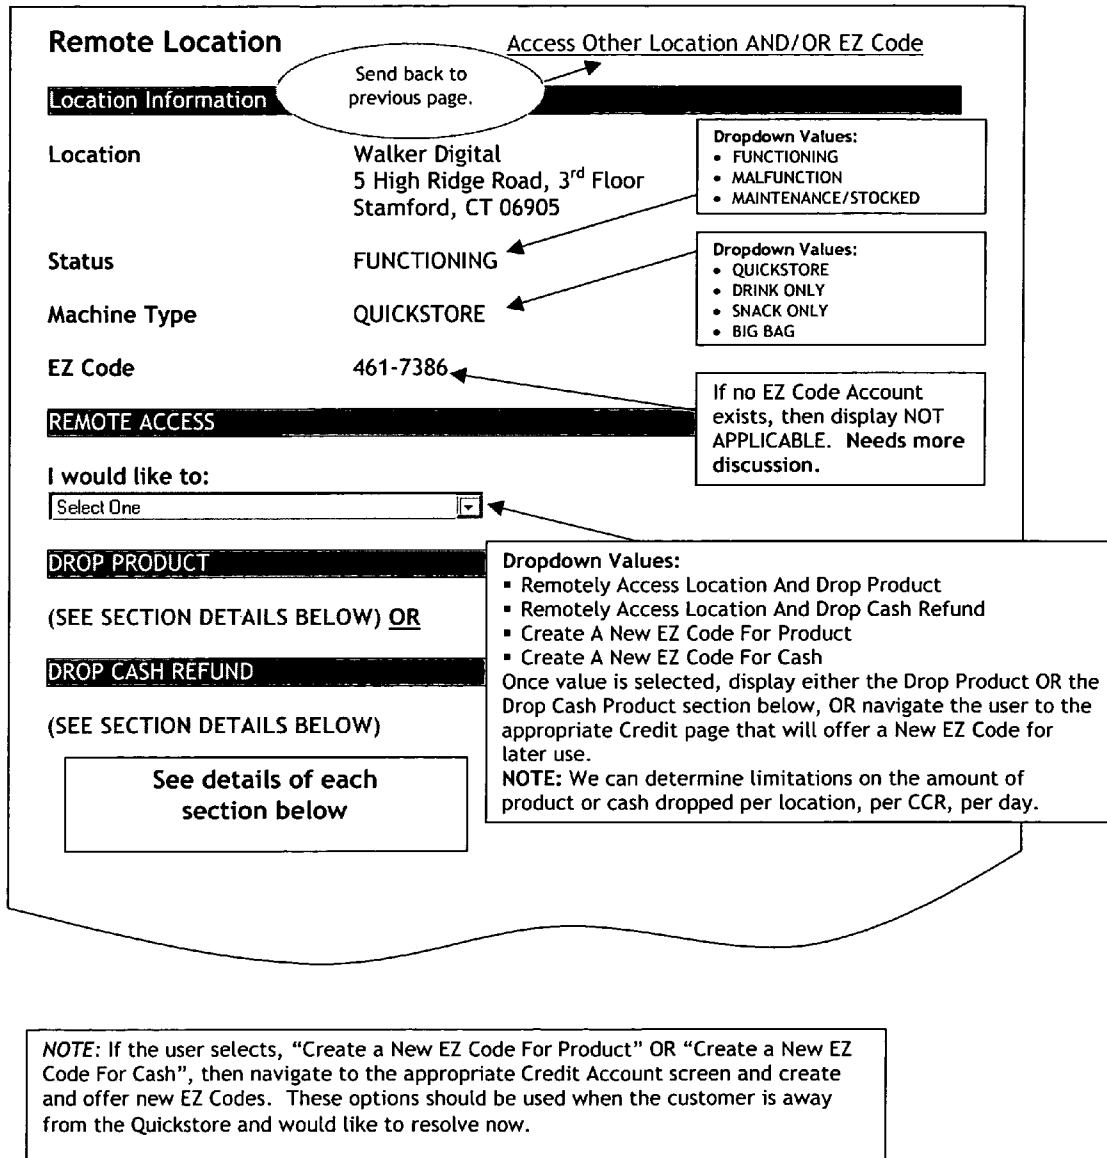 Remote Location
Access Other Location AND/OR EZ Code
Send back to
previous page.
Location Information
Location
Walker Digital
5 High Ridge Road, 3rd Floor
Stamford, CT 06905
Dropdown Values:
• FUNCTIONING
• MALFUNCTION
• MAINTENANCE/STOCKED
Status
FUNCTIONING
Dropdown Values:
• QUICKSTORE
• DRINK ONLY
• SNACK ONLY
• BIG BAG
Machine Type
QUICKSTORE
EZ Code
461-7386
If no EZ Code Account
exists, then display NOT
APPLICABLE. Needs more
discussion.
REMOTE ACCESS
I would like to:
Select One
DROP PRODUCT
(SEE SECTION DETAILS BELOW) OR
DROP CASH REFUND
(SEE SECTION DETAILS BELOW)
See details of each
section below
Dropdown Values:
▪ Remotely Access Location And Drop Product
▪ Remotely Access Location And Drop Cash Refund
▪ Create A New EZ Code For Product
▪ Create A New EZ Code For Cash
Once value is selected, display either the Drop Product OR the
Drop Cash Product section below, OR navigate the user to the
appropriate Credit page that will offer a New EZ Code for
later use.
NOTE: We can determine limitations on the amount of
product or cash dropped per location, per CCR, per day.
NOTE: If the user selects, “Create a New EZ Code For Product” OR “Create a New EZ
Code For Cash”, then navigate to the appropriate Credit Account screen and create
and offer new EZ Codes. These options should be used when the customer is away
from the Quickstore and would like to resolve now.